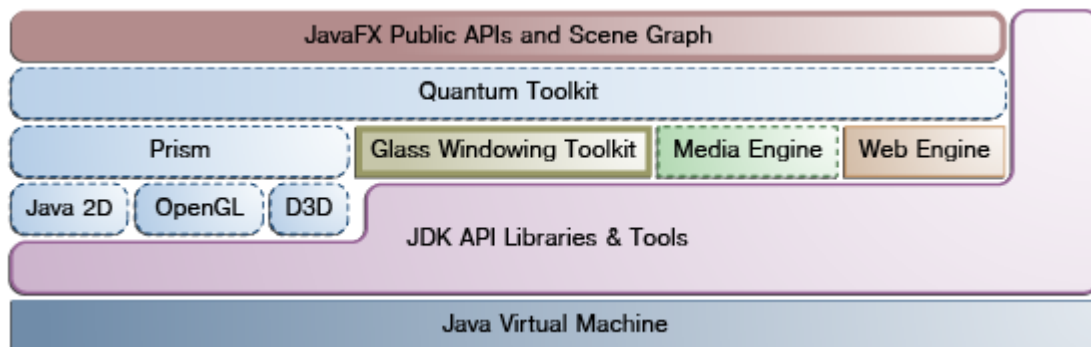 JavaFX Public APIs and Scene Graph
Quantum Toolkit
Prism
Glass Windowing Toolkit
Media Engine
Web Engine
Java 2D
OpenGL
D3D
JDK API Libraries & Tools
Java Virtual Machine